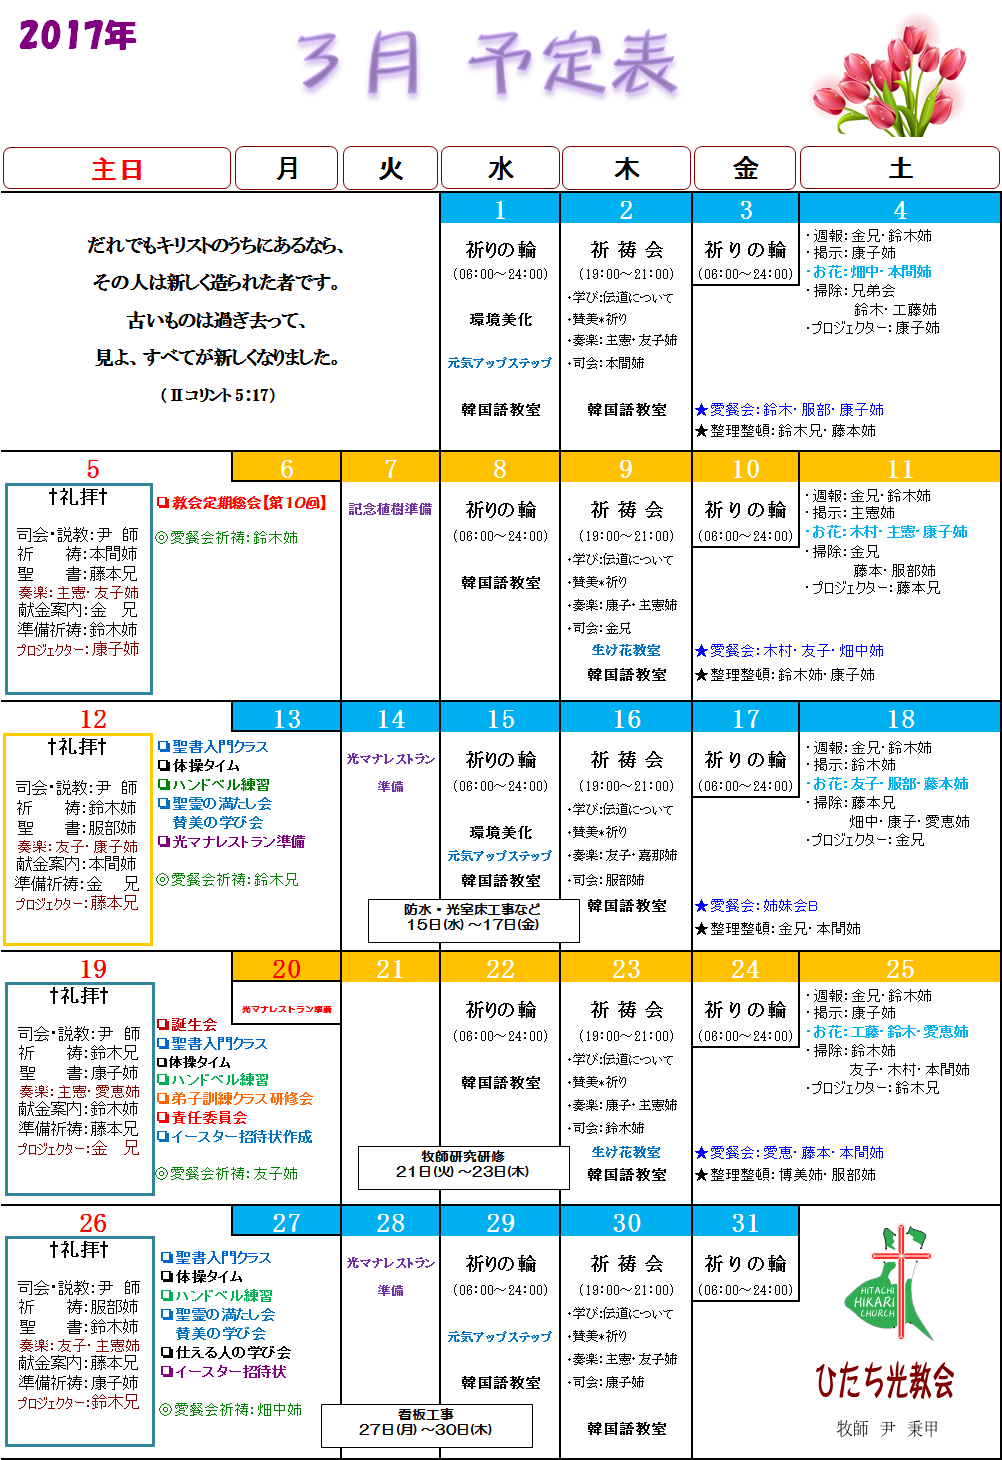 2017年
3月 予定表
主日 月 火 水 木 金 土
だれでもキリストのうちにあるなら、
その人は新しく造られた者です。
古いものは過ぎ去って、
見よ、すべてが新しくなりました。
(Ⅱコリント5:17)
1
祈りの輪
(06:00~24:00)
環境美化
元気アップステップ
韓国語教室
2
祈 祷 会
(19:00~21:00)
・学び:伝道について
・賛美*祈り
・奏楽:主憲・友子姉
・司会:本間姉
韓国語教室
3
祈りの輪
(06:00~24:00)
4
・週報:金兄・鈴木姉
・掲示:康子姉
・お花:畑中・本間姉
・掃除:兄弟会
鈴木・工藤姉
・プロジェクター:康子姉
★愛餐会:鈴木・服部・康子姉
★整理整頓:鈴木兄・藤本姉
5
†礼拝†
司会・説教:尹 師
祈 祷:本間姉
聖 書:藤本兄
奏楽:主憲・友子姉
献金案内:金 兄
準備祈祷:鈴木姉
プロジェクター:康子姉
❏教会定期総会【第10回】
◎愛餐会祈祷:鈴木姉
6
7
記念植樹準備
8
祈りの輪
(06:00~24:00)
韓国語教室
9
祈 祷 会
(19:00~21:00)
・学び:伝道について
・賛美*祈り
・奏楽:康子・主憲姉
・司会:金兄
生け花教室
韓国語教室
10
祈りの輪
(06:00~24:00)
11
・週報:金兄・鈴木姉
・掲示:主憲姉
・お花:木村・主憲・康子姉
・掃除:金兄
藤本・服部姉
・プロジェクター:藤本兄
★愛餐会:木村・友子・畑中姉
★整理整頓:鈴木姉・康子姉
12
†礼拝†
司会・説教:尹 師
祈 祷:鈴木姉
聖 書:服部姉
奏楽:友子・康子姉
献金案内:本間姉
準備祈祷:金 兄
プロジェクター:藤本兄
❏聖書入門クラス
❏体操タイム
❏ハンドベル練習
❏聖霊の満たし会
賛美の学び会
❏光マナレストラン準備
◎愛餐会祈祷:鈴木兄
13
14
光マナレストラン
準備
15
祈りの輪
(06:00~24:00)
環境美化
元気アップステップ
韓国語教室
防水・光室床工事など
15日(水)~17日(金)
16
祈 祷 会
(19:00~21:00)
・学び:伝道について
・賛美*祈り
・奏楽:友子・嘉那姉
・司会:服部姉
韓国語教室
17
祈りの輪
(06:00~24:00)
18
・週報:金兄・鈴木姉
・掲示:鈴木姉
・お花:友子・服部・藤本姉
・掃除:藤本兄
畑中・康子・愛恵姉
・プロジェクター:金兄
★愛餐会:姉妹会B
★整理整頓:金兄・本間姉
19
†礼拝†
司会・説教:尹 師
祈 祷:鈴木兄
聖 書:康子姉
奏楽:主憲・愛恵姉
献金案内:鈴木姉
準備祈祷:藤本兄
プロジェクター:金 兄
❏誕生会
❏聖書入門クラス
❏体操タイム
❏ハンドベル練習
❏弟子訓練クラス研修会
❏責任委員会
❏イースター招待状作成
◎愛餐会祈祷:友子姉
20
光マナレストラン準備
21
22
祈りの輪
(06:00~24:00)
韓国語教室
牧師研究研修
21日(火)~23日(木)
23
祈 祷 会
(19:00~21:00)
・学び:伝道について
・賛美*祈り
・奏楽:康子・主憲姉
・司会:鈴木姉
生け花教室
韓国語教室
24
祈りの輪
(06:00~24:00)
25
・週報:金兄・鈴木姉
・掲示:康子姉
・お花:工藤・鈴木・愛恵姉
・掃除:鈴木姉
友子・木村・本間姉
・プロジェクター:鈴木兄
★愛餐会:愛恵・藤本・本間姉
★整理整頓:博美姉・服部姉
26
†礼拝†
司会・説教:尹 師
祈 祷:服部姉
聖 書:鈴木姉
奏楽:友子・主憲姉
献金案内:藤本兄
準備祈祷:康子姉
プロジェクター:鈴木兄
❏聖書入門クラス
❏体操タイム
❏ハンドベル練習
❏聖霊の満たし会
賛美の学び会
❏仕える人の学び会
❏イースター招待状
◎愛餐会祈祷:畑中姉
27
28
光マナレストラン
準備
看板工事
27日(月)~30日(木)
29
祈りの輪
(06:00~24:00)
元気アップステップ
韓国語教室
30
祈 祷 会
(19:00~21:00)
・学び:伝道について
・賛美*祈り
・奏楽:主憲・友子姉
・司会:康子姉
韓国語教室
31
祈りの輪
(06:00~24:00)
HITACHI
HIKARI
CHURCH
ひたち光教会
牧師 尹 秉甲